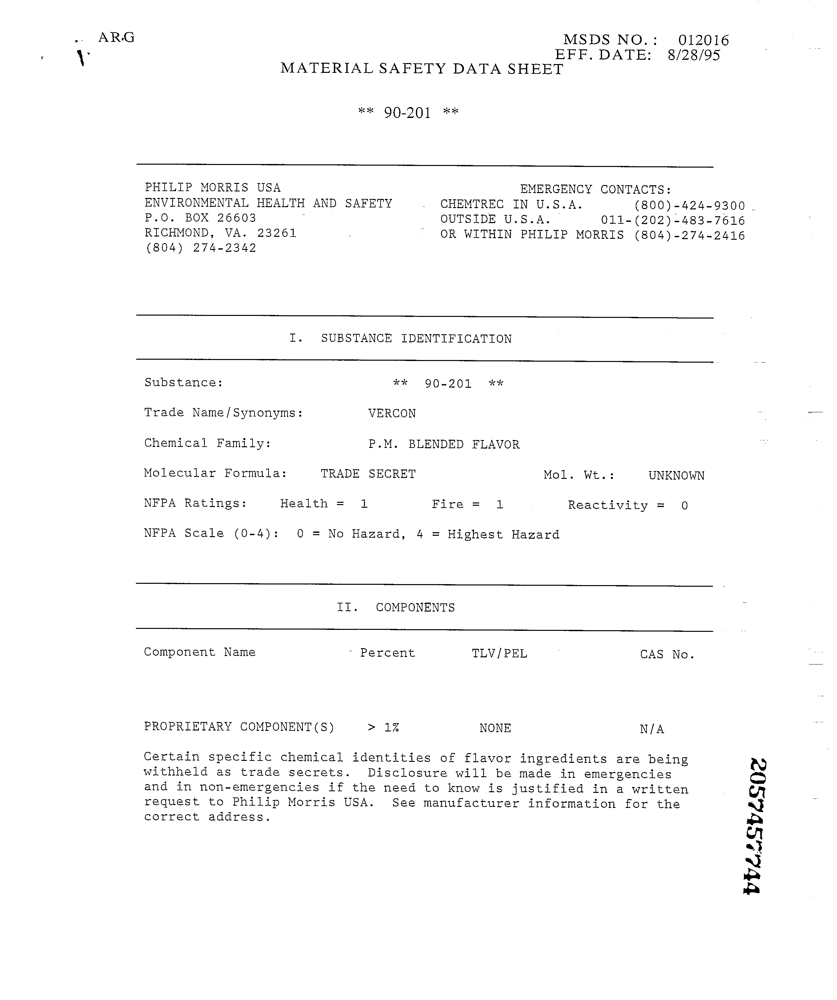 ARG
MSDS NO.: 012016
EFF. DATE: 8/28/95
MATERIAL SAFETY DATA SHEET
** 90-201 **
PHILIP MORRIS USA
ENVIRONMENTAL HEALTH AND SAFETY
P.O. BOX 26603
RICHMOND, VA. 23261
(804) 274-2342
EMERGENCY CONTACTS:
CHEMTREC IN U.S.A. (800)-424-9300
OUTSIDE U.S.A. 011-(202)-483-7616
OR WITHIN PHILIP MORRIS (804)-274-2416
I. SUBSTANCE IDENTIFICATION
Substance: ** 90-201 **
Trade Name/Synonyms: VERCON
Chemical Family: P.M. BLENDED FLAVOR
Molecular Formula: TRADE SECRET Mol. Wt.: UNKNOWN
NFPA Ratings: Health = 1 Fire = 1 Reactivity = 0
NFPA Scale (0-4): 0 = No Hazard, 4 = Highest Hazard
II. COMPONENTS
Component Name Percent TLV/PEL CAS No.
PROPRIETARY COMPONENT(S) > 1% NONE N/A
Certain specific chemical identities of flavor ingredients are being
withheld as trade secrets. Disclosure will be made in emergencies
and in non-emergencies if the need to know is justified in a written
request to Philip Morris USA. See manufacturer information for the
correct address.
2057457744